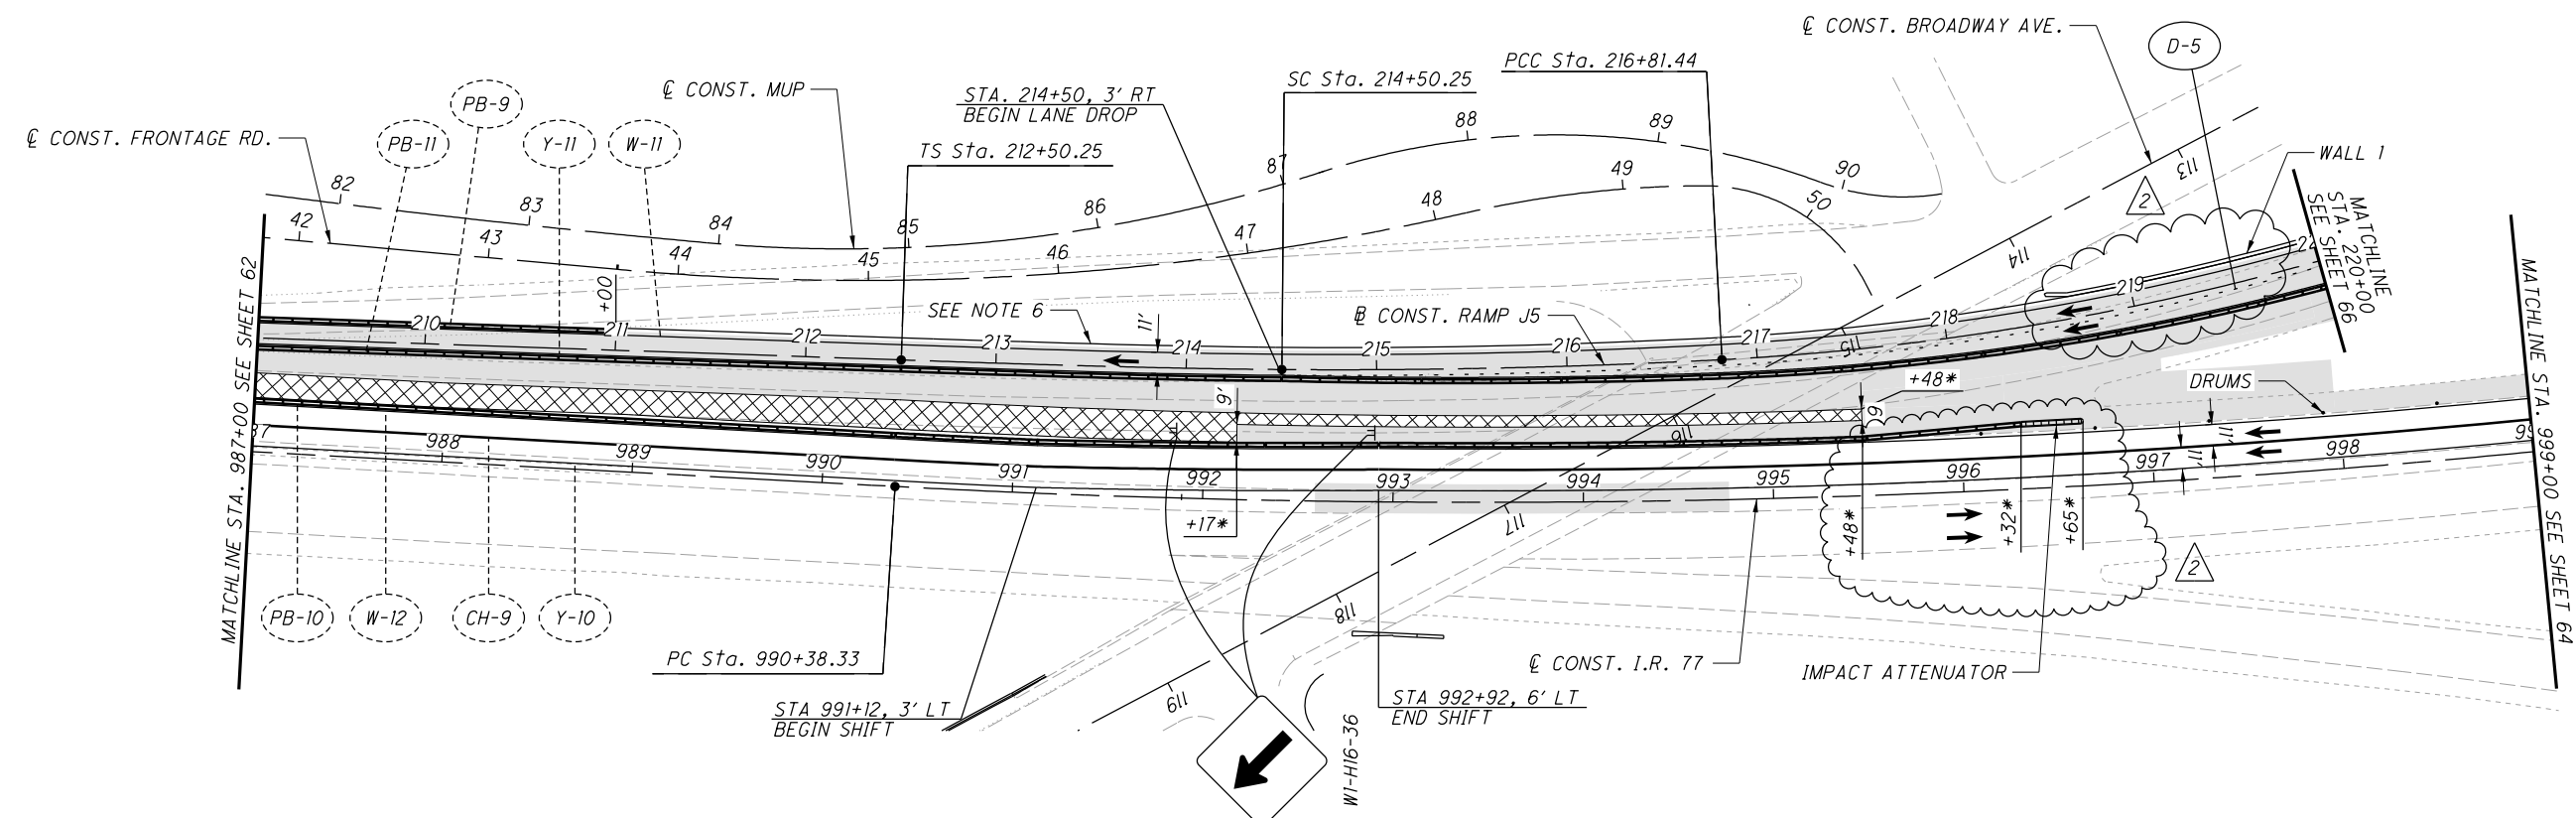 ℄ CONST. BROADWAY AVE.
D-5
PCC Sta. 216+81.44
SC Sta. 214+50.25
℄ CONST. MUP
STA. 214+50, 3' RT
BEGIN LANE DROP
PB-9
℄ CONST. FRONTAGE RD.
PB-11
Y-11
W-11
TS Sta. 212+50.25
WALL 1
82
83
84
85
86
87
88
89
90
42
43
44
45
46
47
48
49
50
113
114
115
116
117
118
119
2
MATCHLINE
STA. 220+00
SEE SHEET 66
MATCHLINE STA. 987+00 SEE SHEET 62
MATCHLINE STA. 999+00 SEE SHEET 64
+00
SEE NOTE 6
11'
℞ CONST. RAMP J5
210
211
212
213
214
215
216
217
218
219
+48*
DRUMS
9'
6'
11'
11'
988
989
990
991
992
993
994
995
996
997
998
+17*
+48*
+32*
+65*
2
PB-10
W-12
CH-9
Y-10
PC Sta. 990+38.33
STA 991+12, 3' LT
BEGIN SHIFT
STA 992+92, 6' LT
END SHIFT
℄ CONST. I.R. 77
IMPACT ATTENUATOR
W1-H16-36